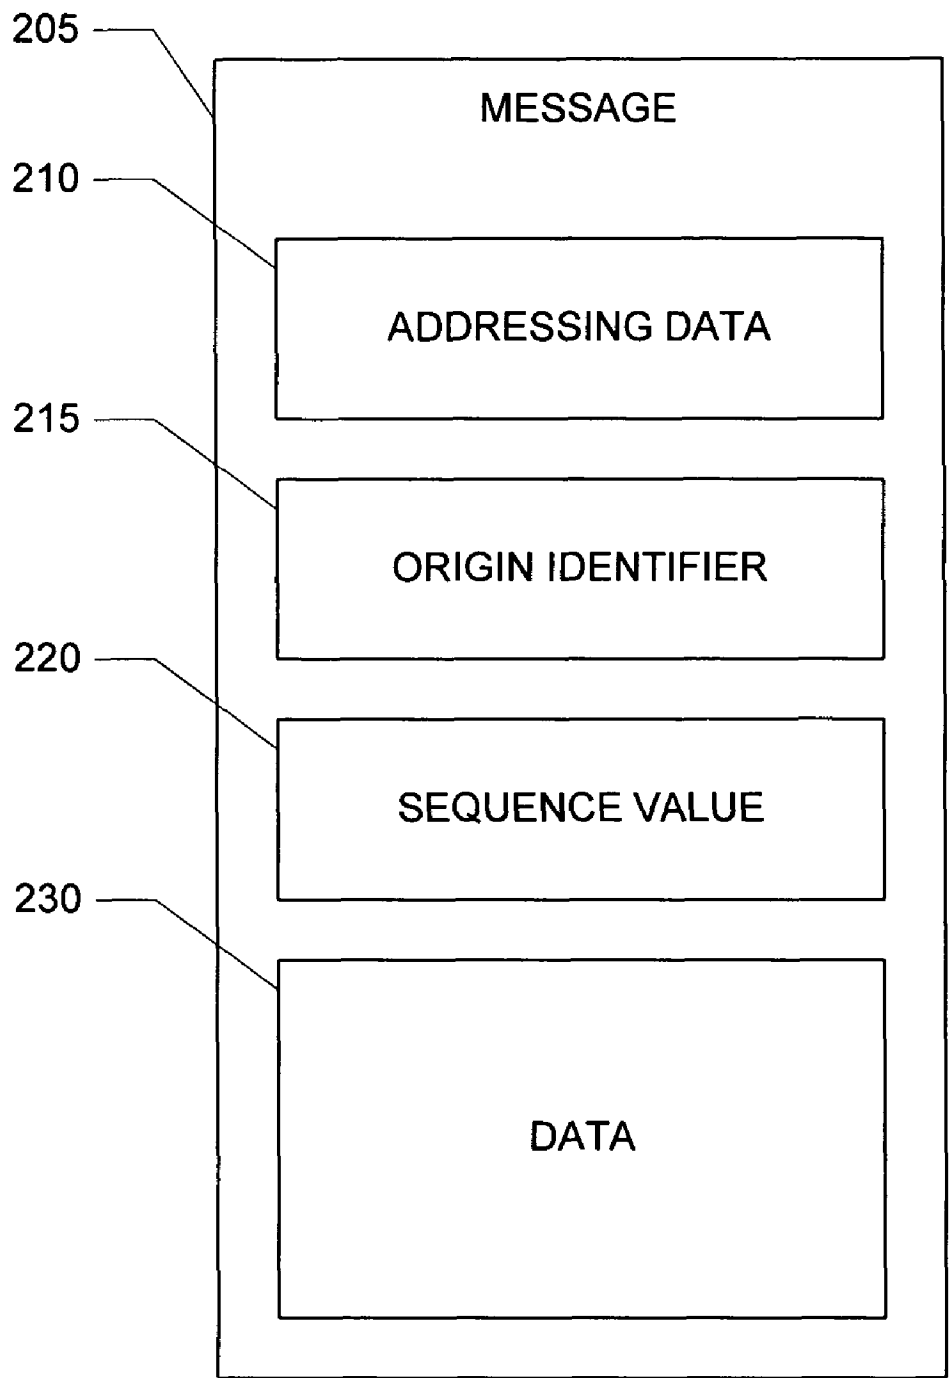 205
MESSAGE
210
ADDRESSING DATA
215
ORIGIN IDENTIFIER
220
SEQUENCE VALUE
230
DATA